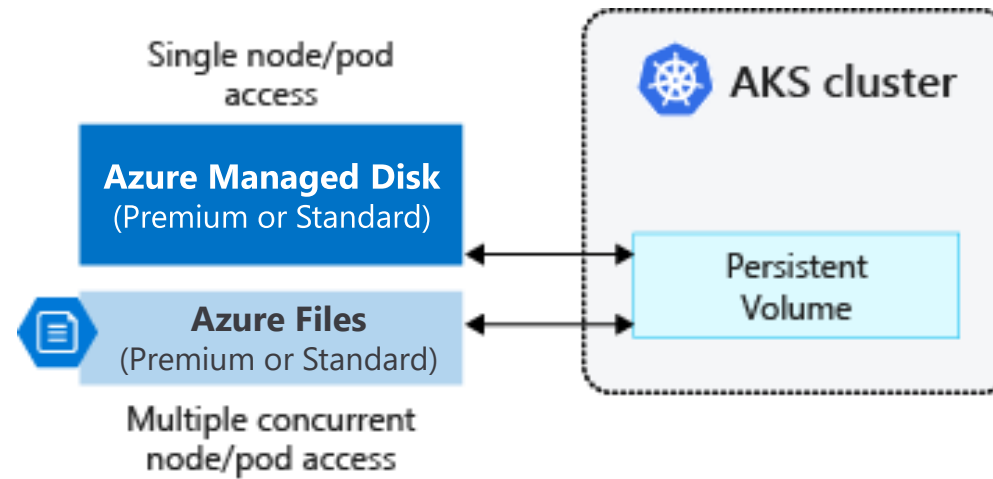 Single node/pod
access
Azure Managed Disk
(Premium or Standard)
Azure Files
(Premium or Standard)
Multiple concurrent
node/pod access
AKS cluster
Persistent
Volume